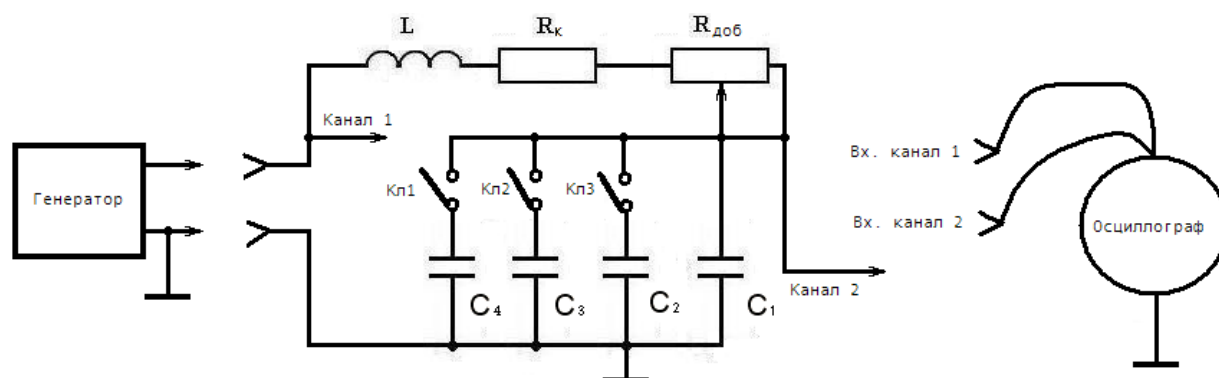 L
Rк
Rдоб
Канал 1
Генератор
Кл1
Кл2
Кл3
C4
C3
C2
C1
Канал 2
Вх. канал 1
Вх. канал 2
Осциллограф